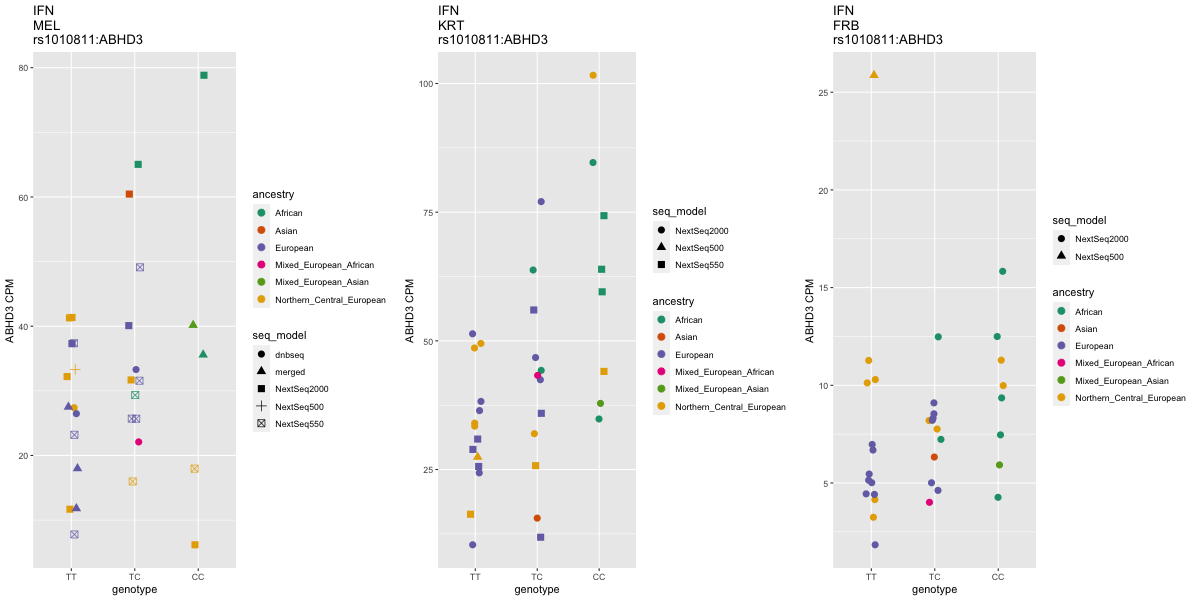 IFN
MEL
rs1010811:ABHD3
80
60
40
20
ABHD3 CPM
TT
TC
CC
genotype
ancestry
African
Asian
European
Mixed_European_African
Mixed_European_Asian
Northern_Central_European
seq_model
dnbseq
merged
NextSeq2000
NextSeq500
NextSeq550
IFN
KRT
rs1010811:ABHD3
100
75
50
25
ABHD3 CPM
TT
TC
CC
genotype
seq_model
NextSeq2000
NextSeq500
NextSeq550
ancestry
African
Asian
European
Mixed_European_African
Mixed_European_Asian
Northern_Central_European
IFN
FRB
rs1010811:ABHD3
25
20
15
10
5
ABHD3 CPM
TT
TC
CC
genotype
seq_model
NextSeq2000
NextSeq500
ancestry
African
Asian
European
Mixed_European_African
Mixed_European_Asian
Northern_Central_European